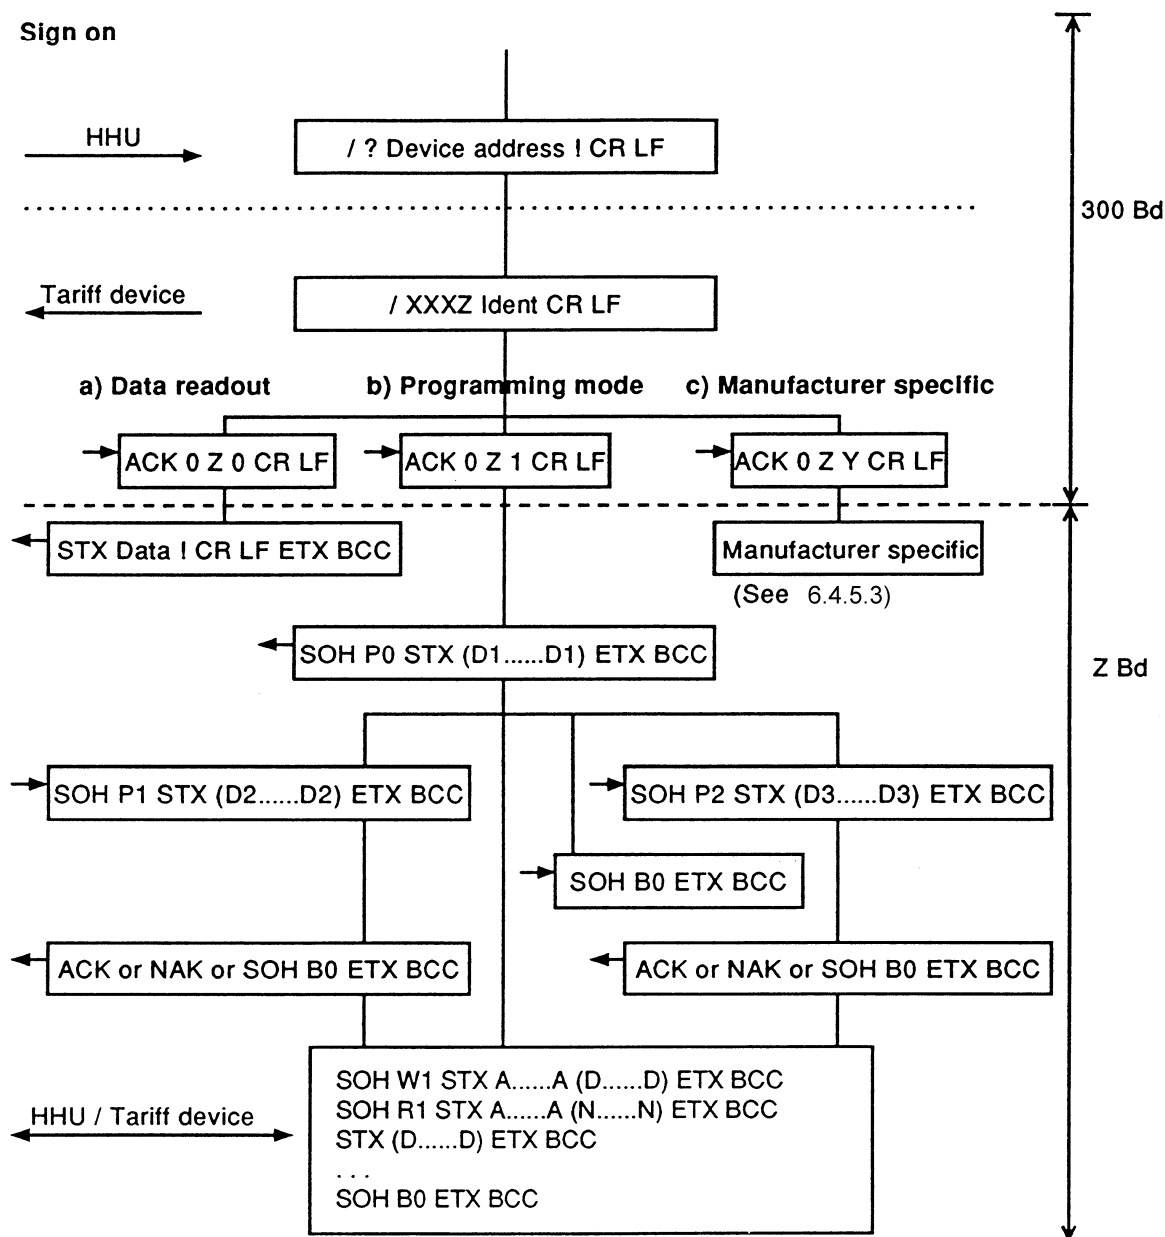 Sign on
HHU
/ ? Device address ! CR LF
300 Bd
Tariff device
/ XXXZ Ident CR LF
a) Data readout
b) Programming mode
c) Manufacturer specific
ACK 0 Z 0 CR LF
ACK 0 Z 1 CR LF
ACK 0 Z Y CR LF
STX Data ! CR LF ETX BCC
Manufacturer specific
(See 6.4.5.3)
SOH P0 STX (D1......D1) ETX BCC
Z Bd
SOH P1 STX (D2......D2) ETX BCC
SOH P2 STX (D3......D3) ETX BCC
SOH B0 ETX BCC
ACK or NAK or SOH B0 ETX BCC
ACK or NAK or SOH B0 ETX BCC
SOH W1 STX A......A (D......D) ETX BCC
SOH R1 STX A......A (N......N) ETX BCC
HHU / Tariff device
STX (D......D) ETX BCC
. . .
SOH B0 ETX BCC